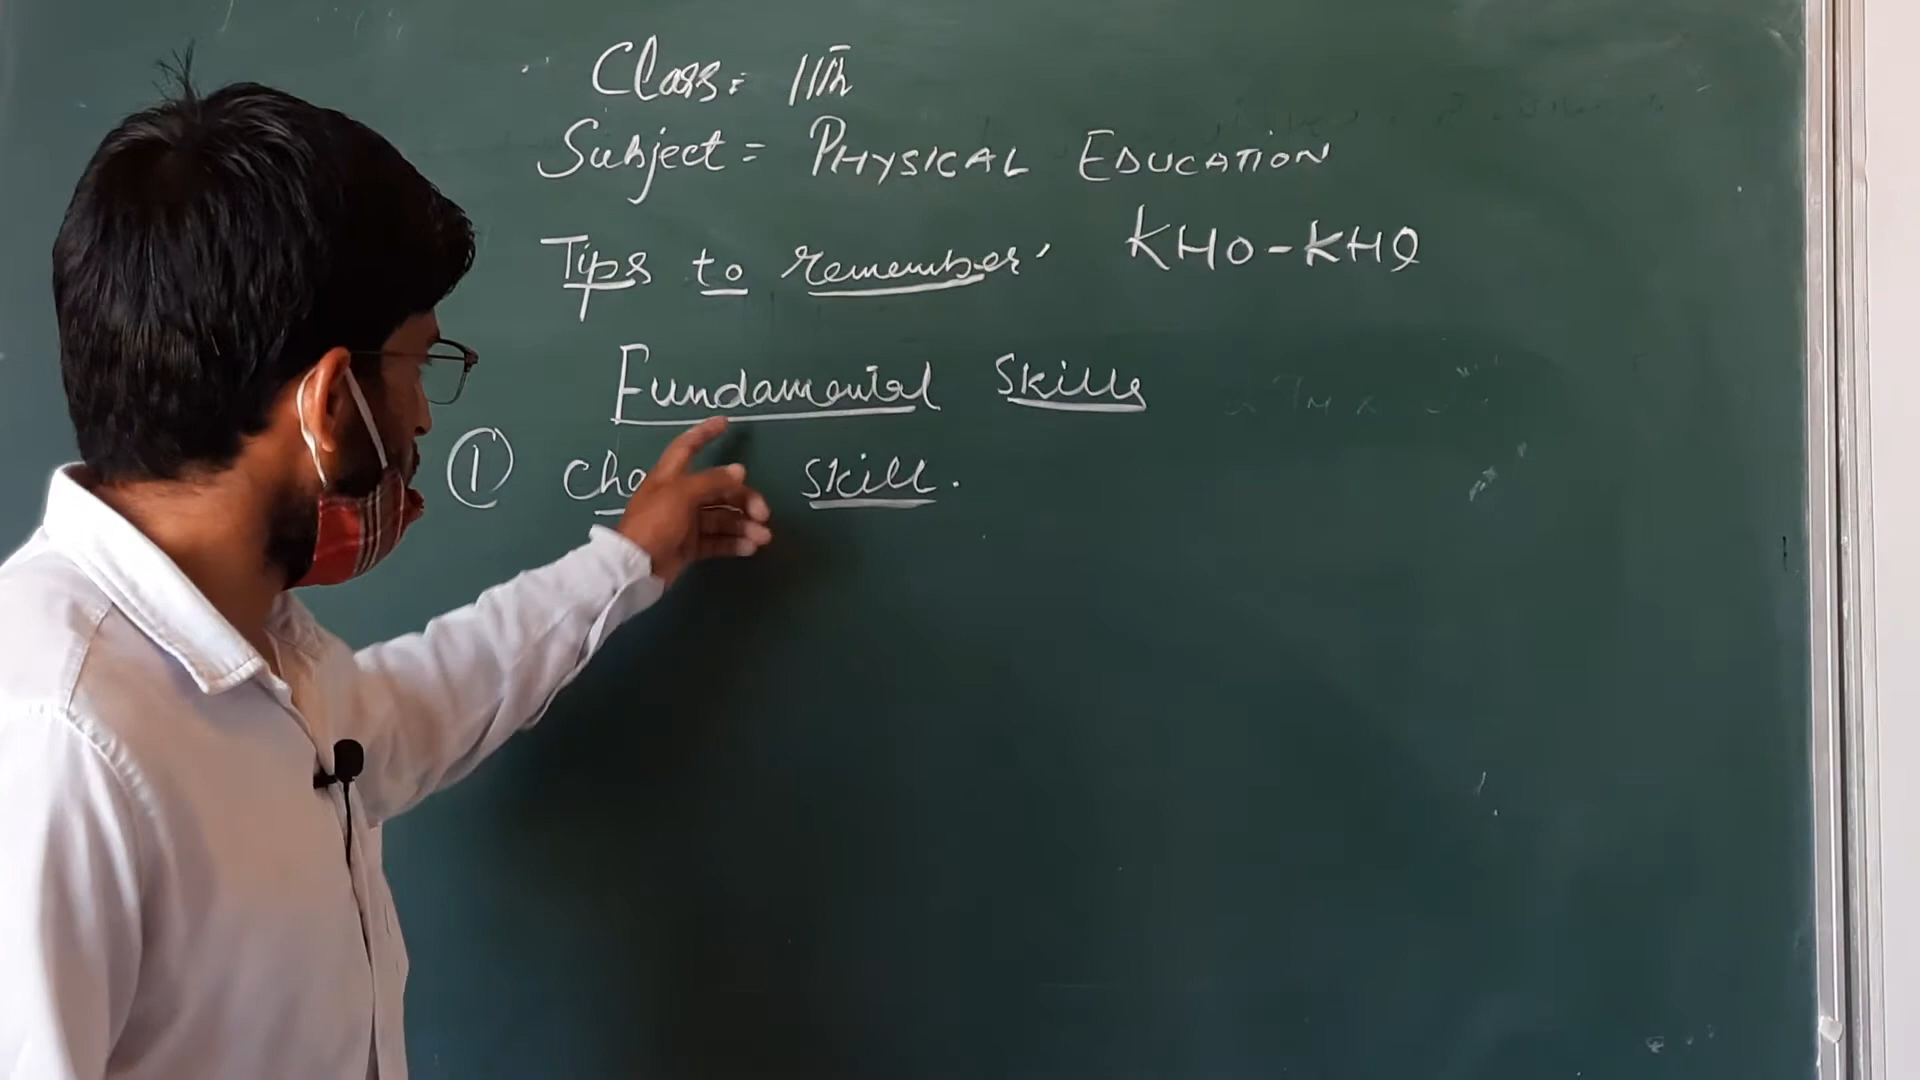 Class = 11th
Subject = PHYSICAL EDUCATION
Tips to remember' KHO-KHO
Fundamental Skills
① skill.